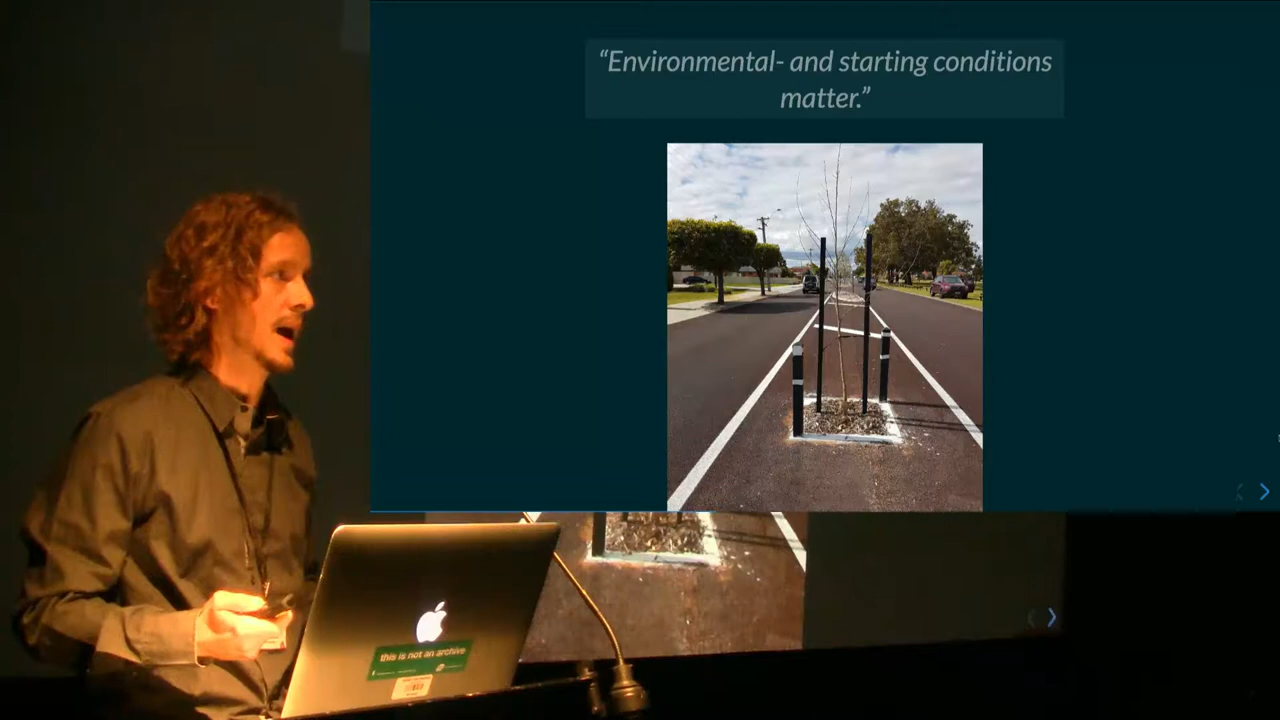 “Environmental- and starting conditions
matter.”
this is not an archive